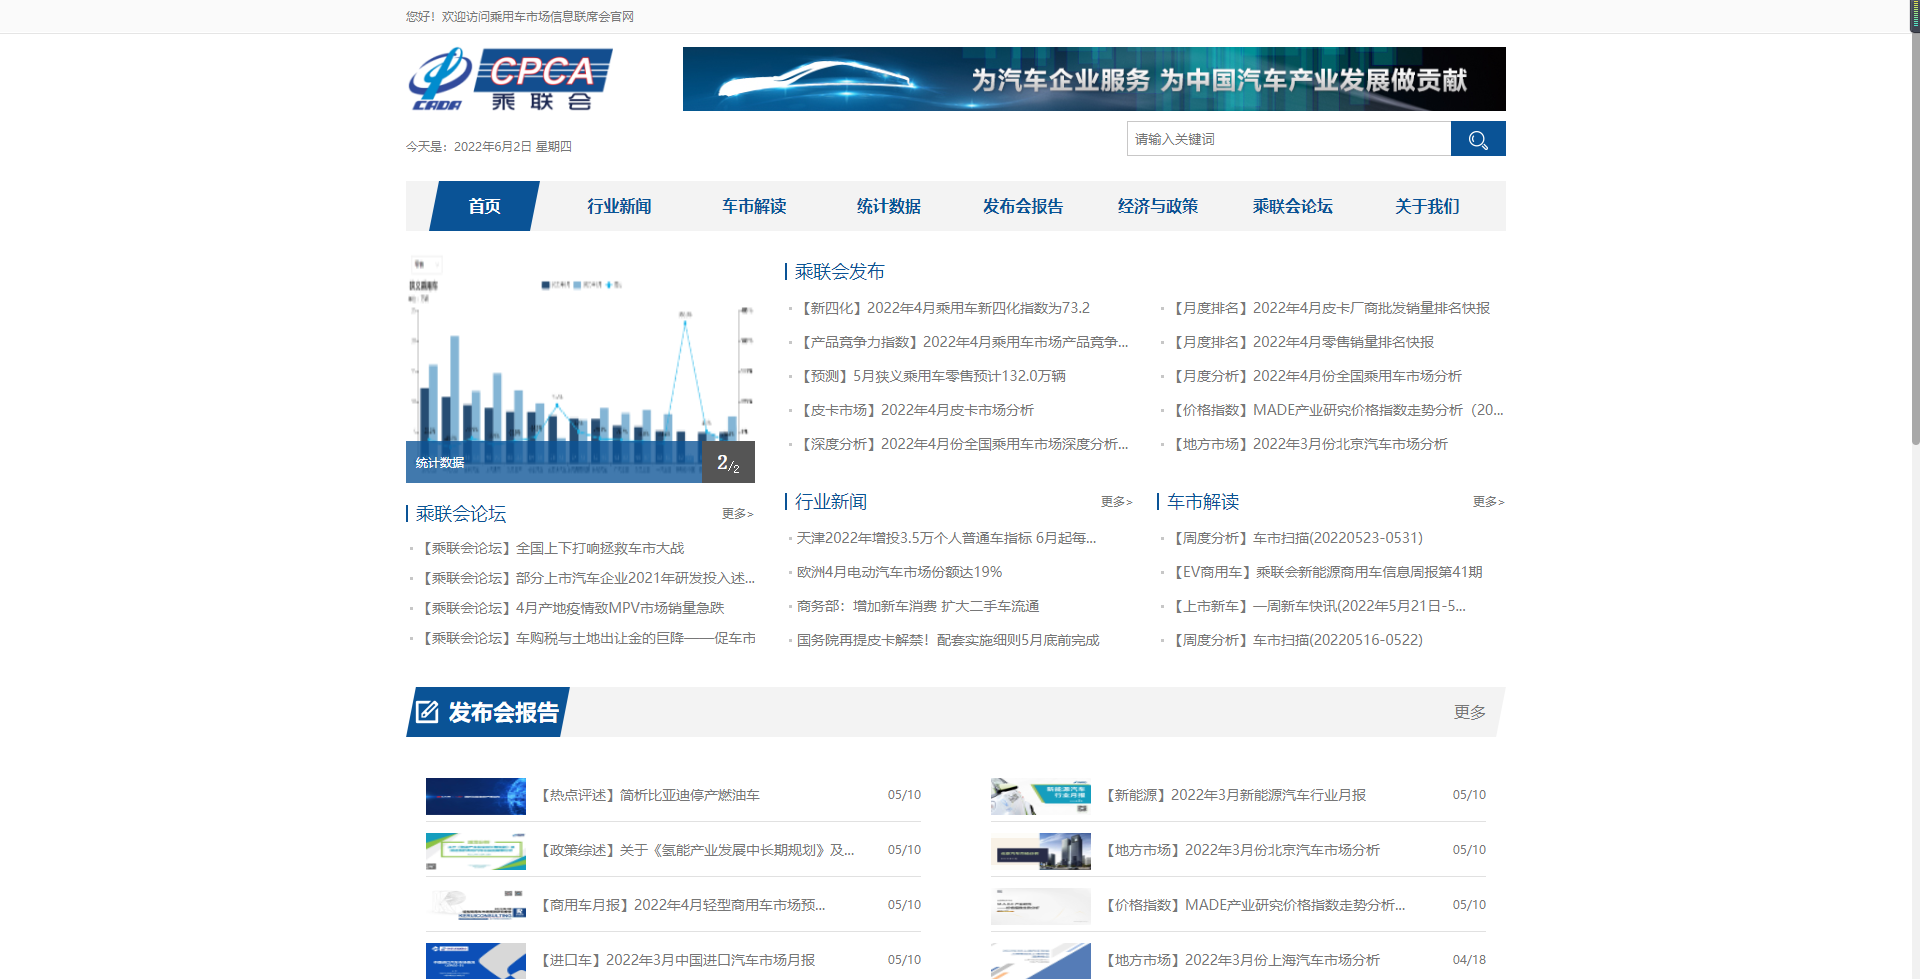 您好！欢迎访问乘用车市场信息联席会官网
CPCA
CADA 乘联会
为汽车企业服务 为中国汽车产业发展做贡献
今天是：2022年6月2日 星期四
请输入关键词
首页 行业新闻 车市解读 统计数据 发布会报告 经济与政策 乘联会论坛 关于我们
统计数据 2/2
乘联会发布
【新四化】2022年4月乘用车新四化指数为73.2
【产品竞争力指数】2022年4月乘用车市场产品竞争...
【预测】5月狭义乘用车零售预计132.0万辆
【皮卡市场】2022年4月皮卡市场分析
【深度分析】2022年4月份全国乘用车市场深度分析...
【月度排名】2022年4月皮卡厂商批发销量排名快报
【月度排名】2022年4月零售销量排名快报
【月度分析】2022年4月份全国乘用车市场分析
【价格指数】MADE产业研究价格指数走势分析（20...
【地方市场】2022年3月份北京汽车市场分析
乘联会论坛 更多>
【乘联会论坛】全国上下打响拯救车市大战
【乘联会论坛】部分上市汽车企业2021年研发投入述...
【乘联会论坛】4月产地疫情致MPV市场销量急跌
【乘联会论坛】车购税与土地出让金的巨降——促车市
行业新闻 更多>
天津2022年增投3.5万个人普通车指标 6月起每...
欧洲4月电动汽车市场份额达19%
商务部：增加新车消费 扩大二手车流通
国务院再提皮卡解禁！配套实施细则5月底前完成
车市解读 更多>
【周度分析】车市扫描(20220523-0531)
【EV商用车】乘联会新能源商用车信息周报第41期
【上市新车】一周新车快讯(2022年5月21日-5...
【周度分析】车市扫描(20220516-0522)
发布会报告 更多
【热点评述】简析比亚迪停产燃油车 05/10
【政策综述】关于《氢能产业发展中长期规划》及... 05/10
【商用车月报】2022年4月轻型商用车市场预... 05/10
【进口车】2022年3月中国进口汽车市场月报 05/10
新能源汽车
行业月报
【新能源】2022年3月新能源汽车行业月报 05/10
【地方市场】2022年3月份北京汽车市场分析 05/10
【价格指数】MADE产业研究价格指数走势分析... 05/10
【地方市场】2022年3月份上海汽车市场分析 04/18